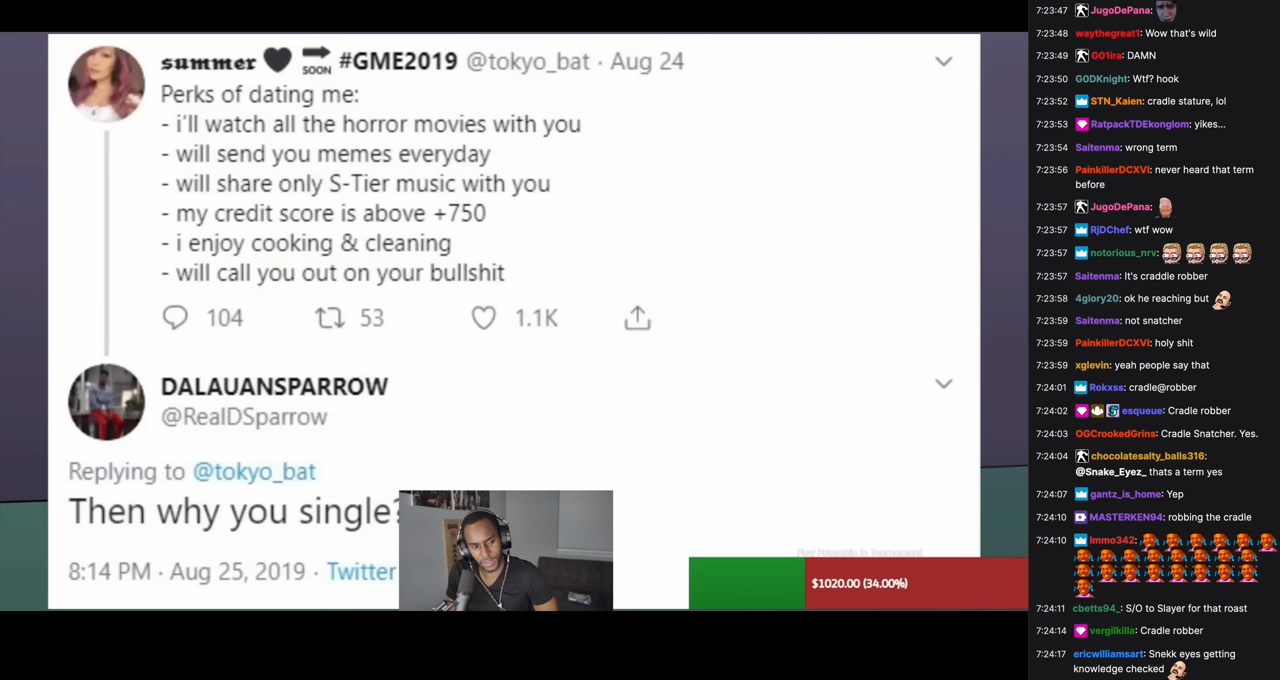 summer 🖤 SOON #GME2019 @tokyo_bat · Aug 24
Perks of dating me:
- i'll watch all the horror movies with you
- will send you memes everyday
- will share only S-Tier music with you
- my credit score is above +750
- i enjoy cooking & cleaning
- will call you out on your bullshit
104 53 1.1K
DALAUANSPARROW
@RealDSparrow
Replying to @tokyo_bat
Then why you single?
8:14 PM · Aug 25, 2019 · Twitter
$1020.00 (34.00%)
7:23:47 JugoDePana:
7:23:48 waythegreat1: Wow that's wild
7:23:49 G01ira: DAMN
7:23:50 G0DKnight: Wtf? hook
7:23:52 STN_Kaien: cradle stature, lol
7:23:53 RatpackTDEkonglom: yikes...
7:23:54 Saitenma: wrong term
7:23:56 PainkillerDCXVI: never heard that term
before
7:23:57 JugoDePana:
7:23:57 RjDChef: wtf wow
7:23:57 notorious_nrv:
7:23:57 Saitenma: It's craddle robber
7:23:58 4glory20: ok he reaching but
7:23:59 Saitenma: not snatcher
7:23:59 PainkillerDCXVI: holy shit
7:23:59 xglevin: yeah people say that
7:24:01 Rokxss: cradle@robber
7:24:02 esqueue: Cradle robber
7:24:03 OGCrookedGrins: Cradle Snatcher. Yes.
7:24:04 chocolatesalty_balls316:
@Snake_Eyez_ thats a term yes
7:24:07 gantz_is_home: Yep
7:24:10 MASTERKEN94: robbing the cradle
7:24:10 Immo342:
7:24:11 cbetts94_: S/O to Slayer for that roast
7:24:14 vergilkilla: Cradle robber
7:24:17 ericwilliamsart: Snekk eyes getting
knowledge checked